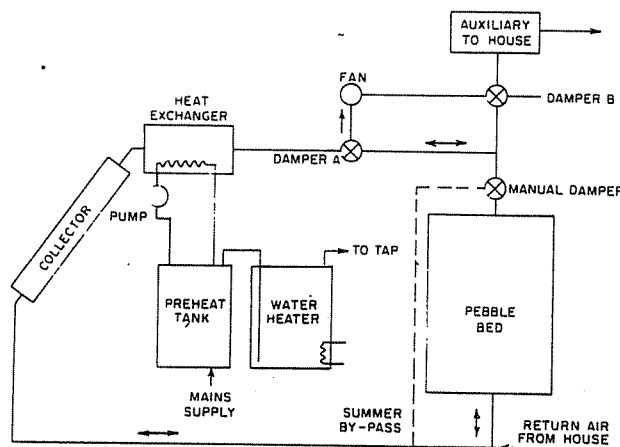 AUXILIARY
TO HOUSE
FAN
DAMPER B
HEAT
EXCHANGER
DAMPER A
MANUAL DAMPER
PUMP
COLLECTOR
TO TAP
PREHEAT
TANK
WATER
HEATER
PEBBLE
BED
MAINS
SUPPLY
SUMMER
BY-PASS
RETURN AIR
FROM HOUSE